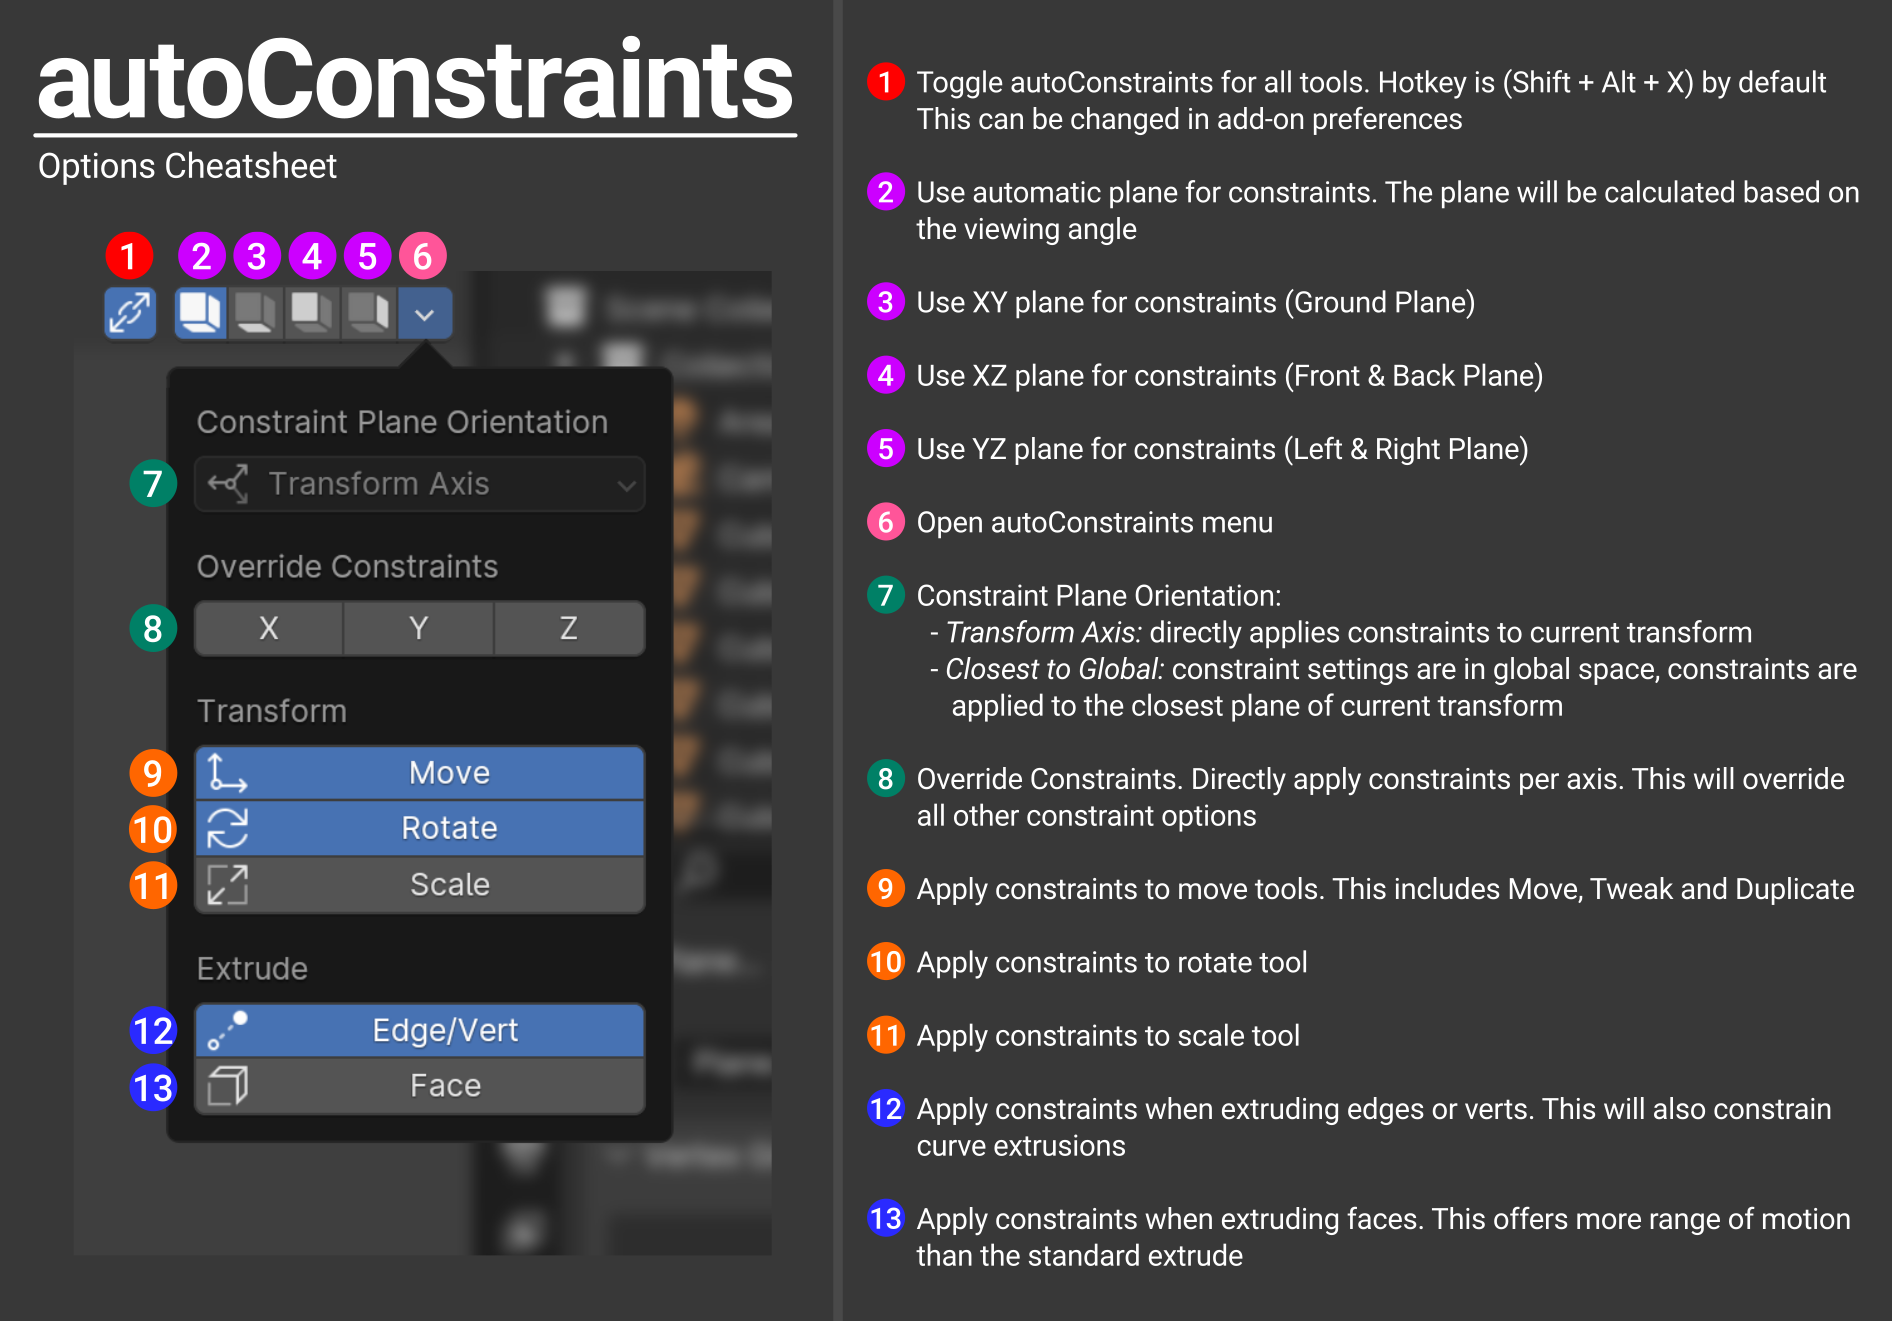 autoConstraints
Options Cheatsheet
1 2 3 4 5 6
Constraint Plane Orientation
7 Transform Axis
Override Constraints
8 X Y Z
Transform
9 Move
10 Rotate
11 Scale
Extrude
12 Edge/Vert
13 Face
1 Toggle autoConstraints for all tools. Hotkey is (Shift + Alt + X) by default
This can be changed in add-on preferences
2 Use automatic plane for constraints. The plane will be calculated based on
the viewing angle
3 Use XY plane for constraints (Ground Plane)
4 Use XZ plane for constraints (Front & Back Plane)
5 Use YZ plane for constraints (Left & Right Plane)
6 Open autoConstraints menu
7 Constraint Plane Orientation:
- Transform Axis: directly applies constraints to current transform
- Closest to Global: constraint settings are in global space, constraints are
applied to the closest plane of current transform
8 Override Constraints. Directly apply constraints per axis. This will override
all other constraint options
9 Apply constraints to move tools. This includes Move, Tweak and Duplicate
10 Apply constraints to rotate tool
11 Apply constraints to scale tool
12 Apply constraints when extruding edges or verts. This will also constrain
curve extrusions
13 Apply constraints when extruding faces. This offers more range of motion
than the standard extrude